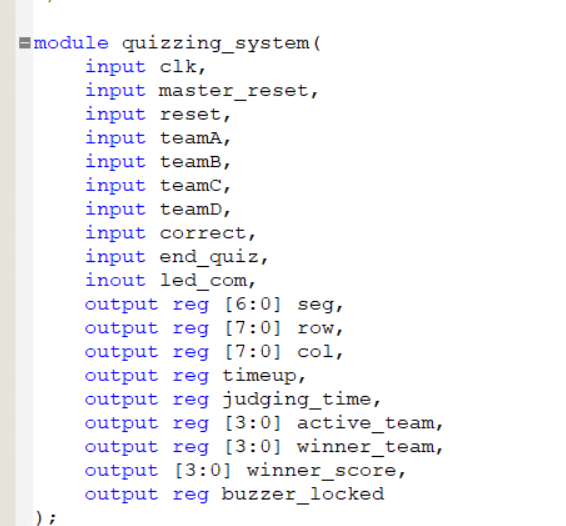 module quizzing_system(
input clk,
input master_reset,
input reset,
input teamA,
input teamB,
input teamC,
input teamD,
input correct,
input end_quiz,
inout led_com,
output reg [6:0] seg,
output reg [7:0] row,
output reg [7:0] col,
output reg timeup,
output reg judging_time,
output reg [3:0] active_team,
output reg [3:0] winner_team,
output [3:0] winner_score,
output reg buzzer_locked
);